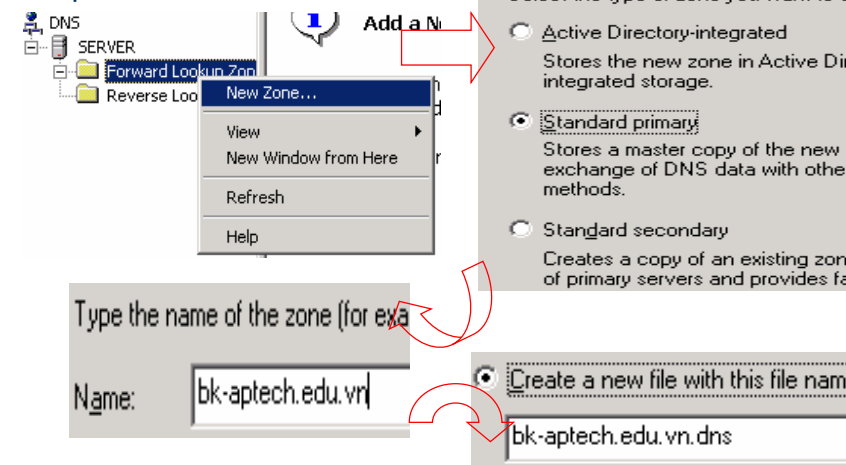 DNS
SERVER
Forward Lookup Zon
Reverse Loo
Add a N
New Zone...
View
New Window from Here
Refresh
Help
Active Directory-integrated
Stores the new zone in Active Di
integrated storage.
Standard primary
Stores a master copy of the new
exchange of DNS data with othe
methods.
Standard secondary
Creates a copy of an existing zon
of primary servers and provides fa
Type the name of the zone (for exa
Name:
bk-aptech.edu.vn
Create a new file with this file nam
bk-aptech.edu.vn.dns